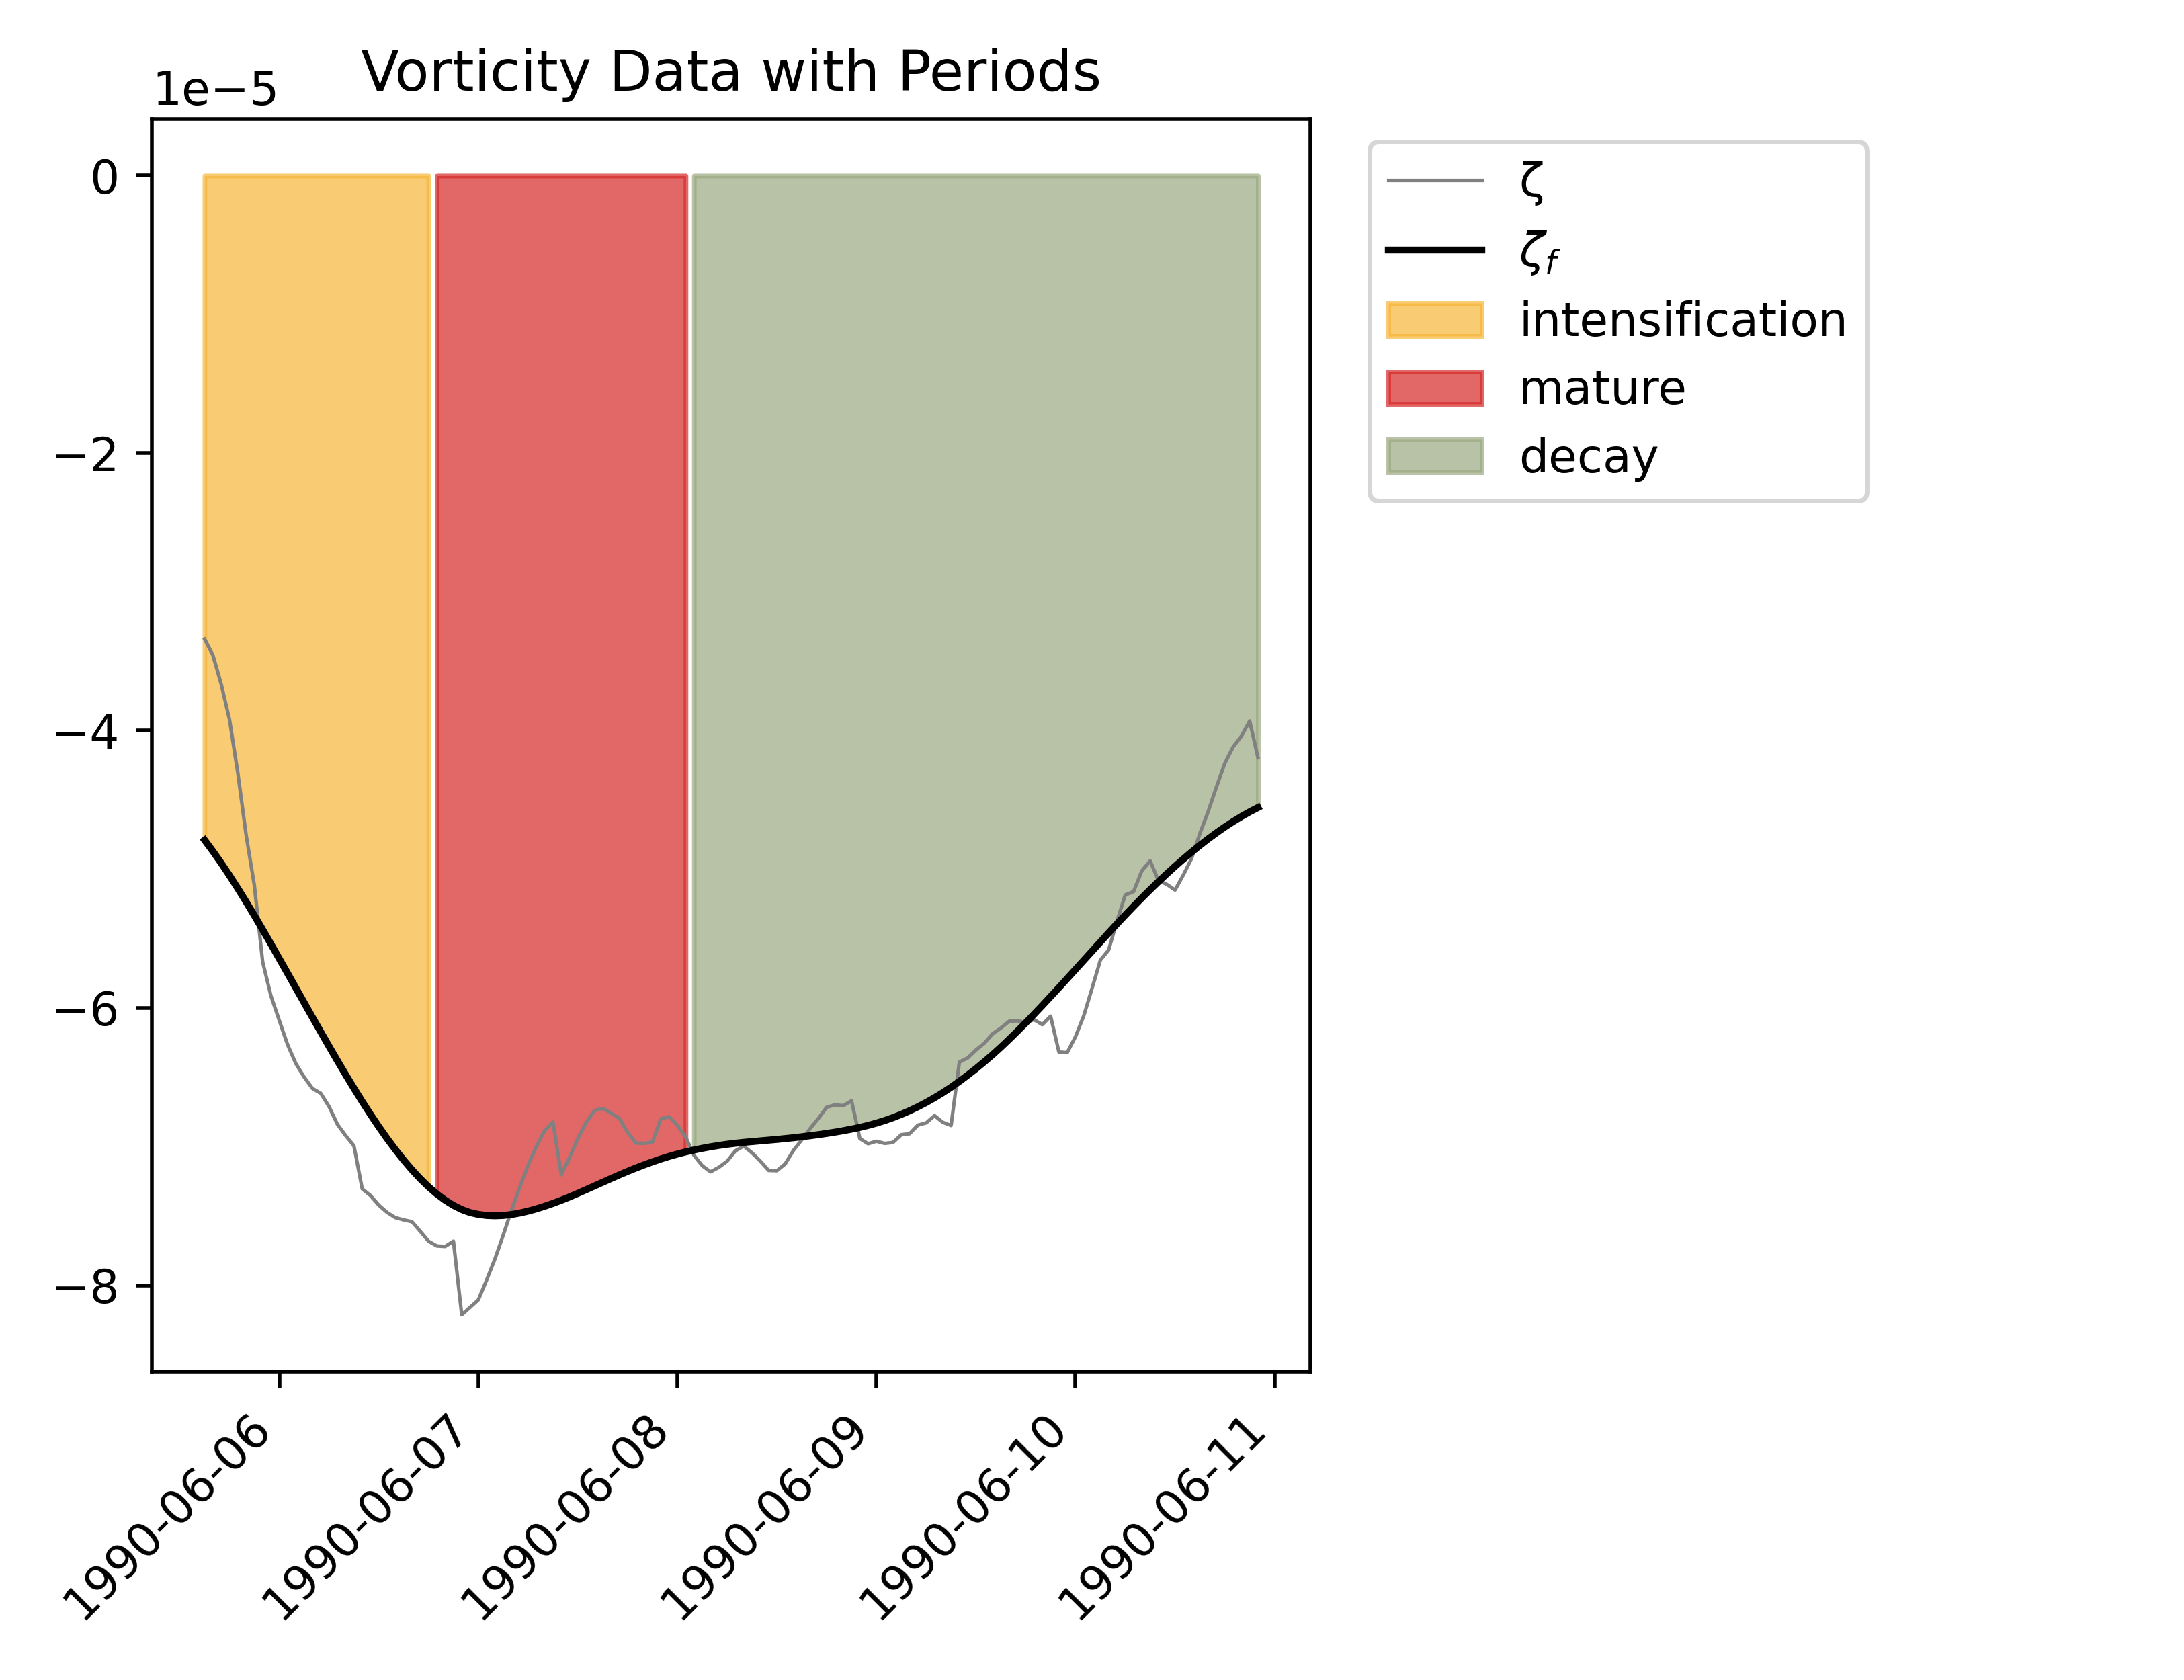 Vorticity Data with Periods
1e−5
0
−2
−4
−6
−8
1990-06-06
1990-06-07
1990-06-08
1990-06-09
1990-06-10
1990-06-11
ζ
ζf
intensification
mature
decay